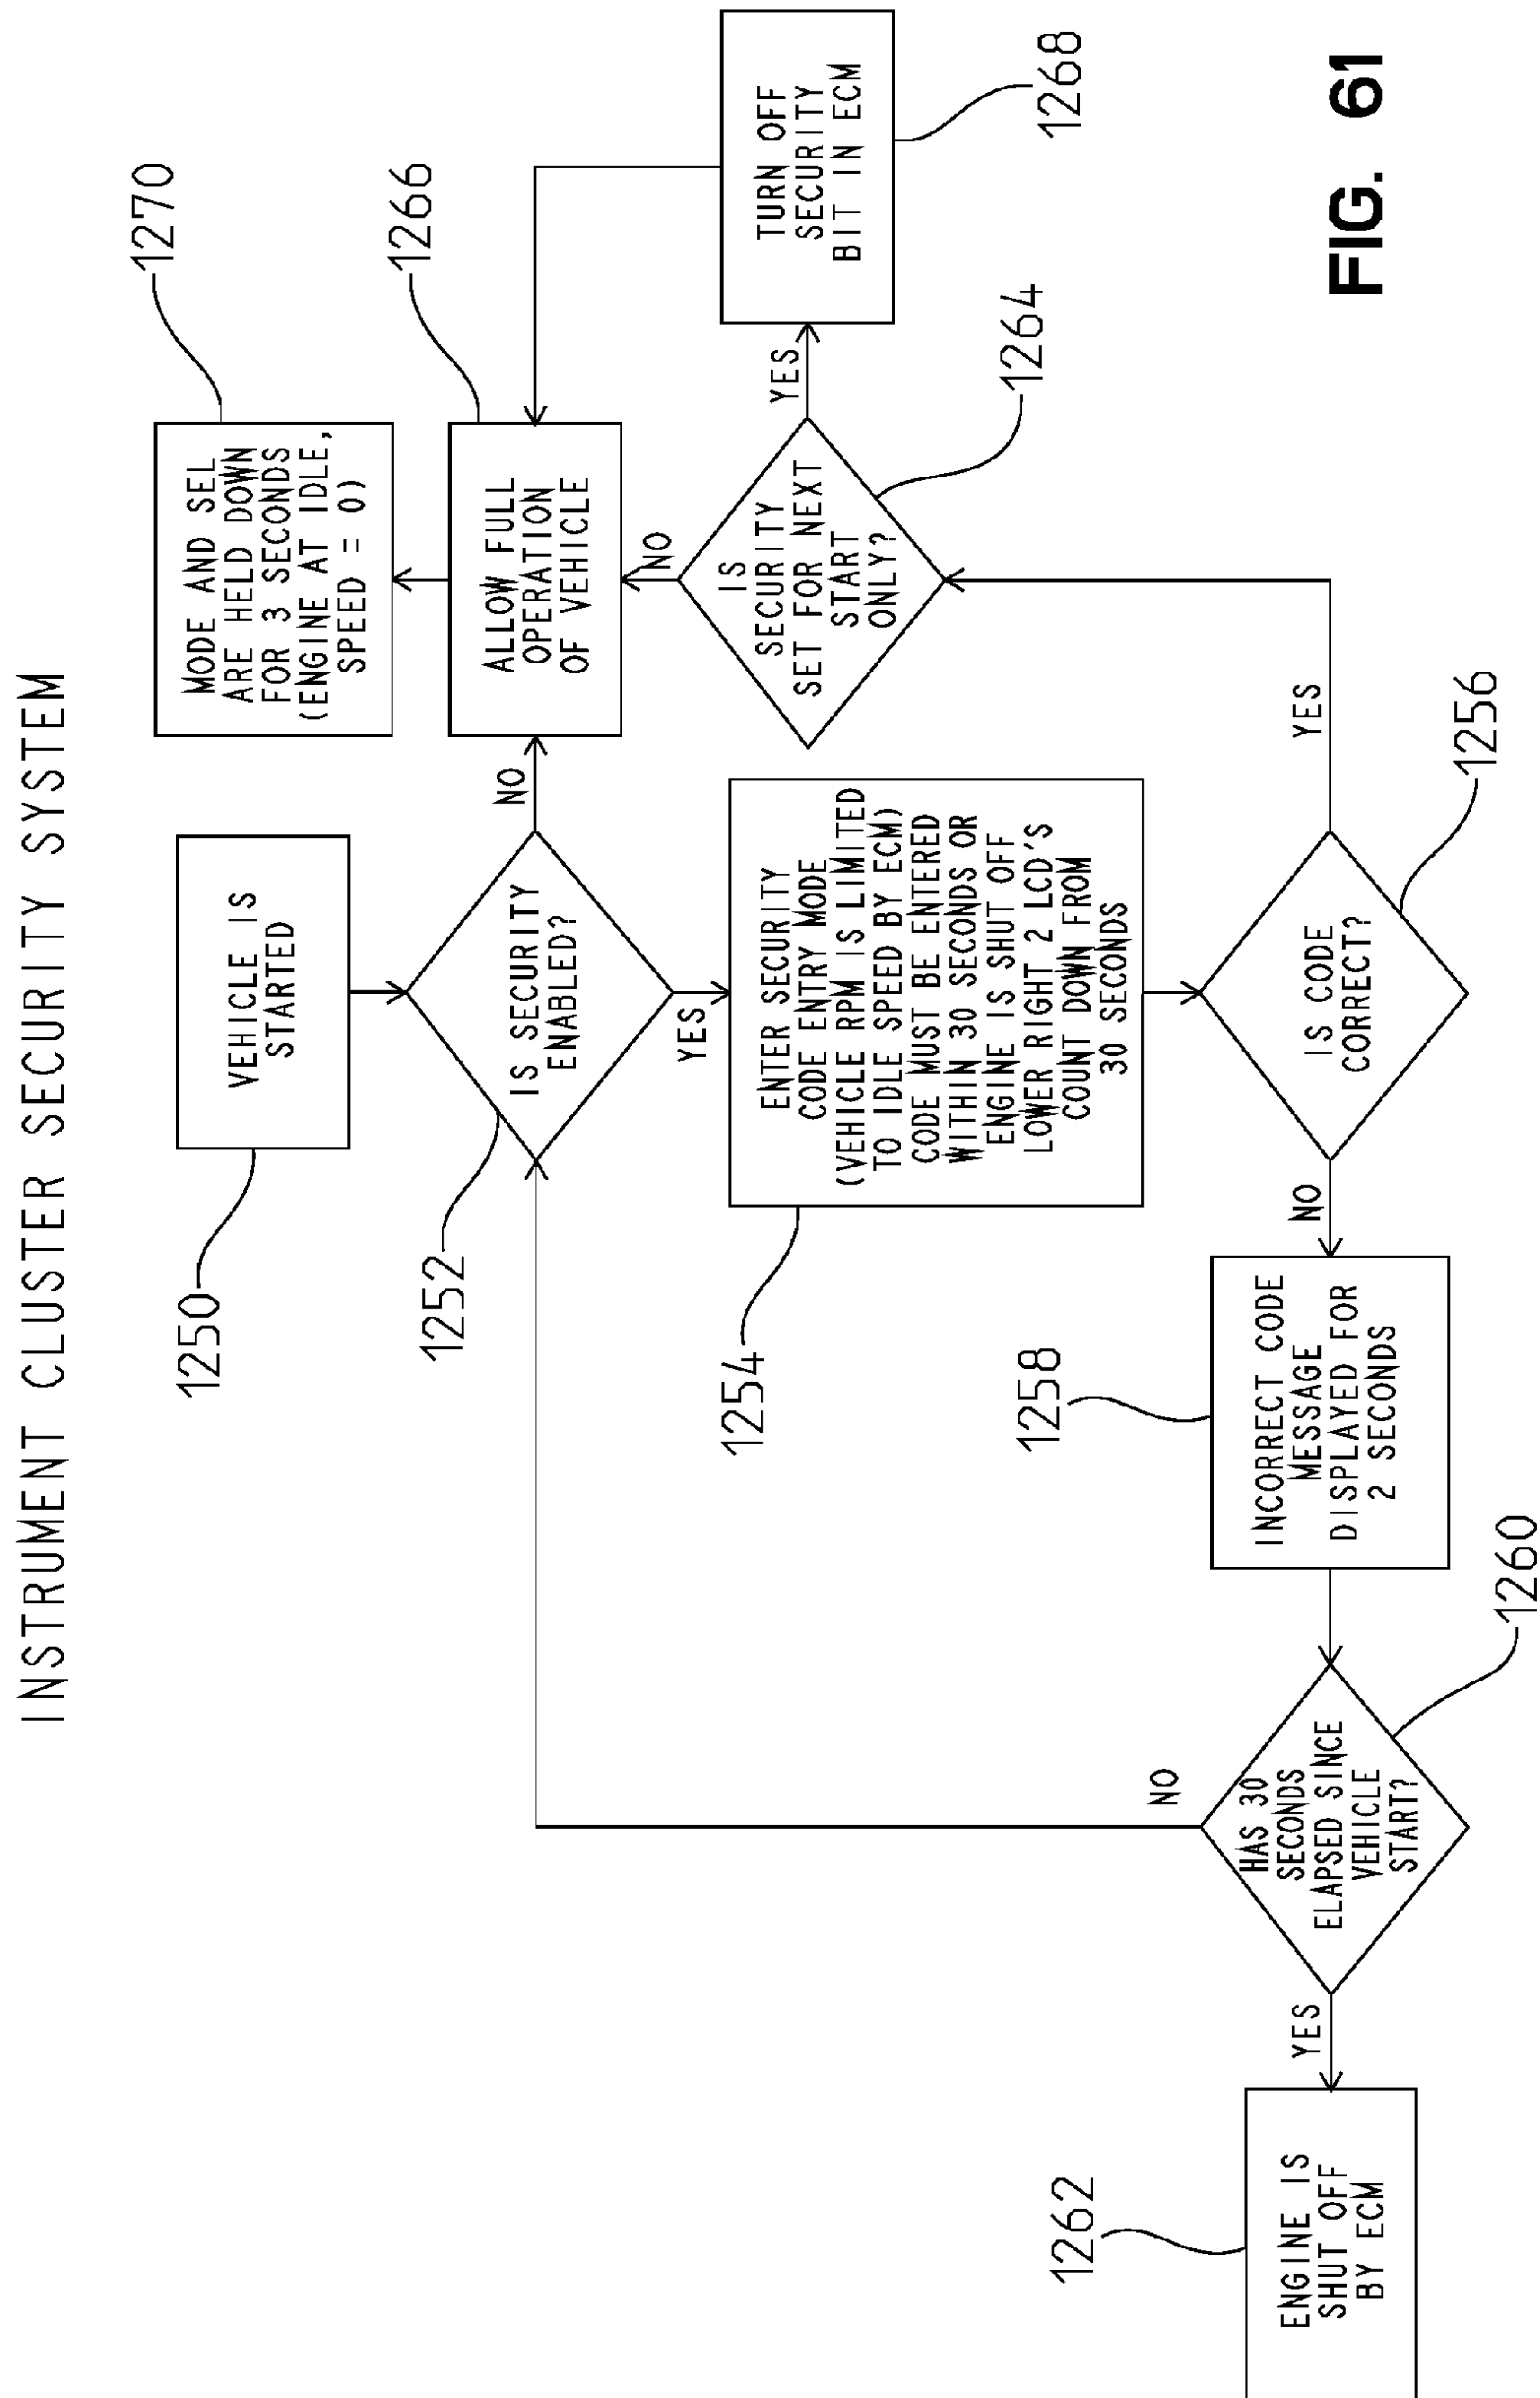 INSTRUMENT CLUSTER SECURITY SYSTEM
1250
VEHICLE IS
STARTED
1252
IS SECURITY
ENABLED?
NO
YES
MODE AND SEL
ARE HELD DOWN
FOR 3 SECONDS
(ENGINE AT IDLE,
SPEED = 0)
1270
ALLOW FULL
OPERATION
OF VEHICLE
1266
NO
1254
ENTER SECURITY
CODE ENTRY MODE
(VEHICLE RPM IS LIMITED
TO IDLE SPEED BY ECM)
CODE MUST BE ENTERED
WITHIN 30 SECONDS OR
ENGINE IS SHUT OFF
LOWER RIGHT 2 LCD'S
COUNT DOWN FROM
30 SECONDS
IS
SECURITY
SET FOR NEXT
START
ONLY?
YES
1264
TURN OFF
SECURITY
BIT IN ECM
1268
1262
ENGINE IS
SHUT OFF
BY ECM
YES
HAS 30
SECONDS
ELAPSED SINCE
VEHICLE
START?
NO
1260
1258
INCORRECT CODE
MESSAGE
DISPLAYED FOR
2 SECONDS
NO
IS CODE
CORRECT?
YES
1256
FIG. 61